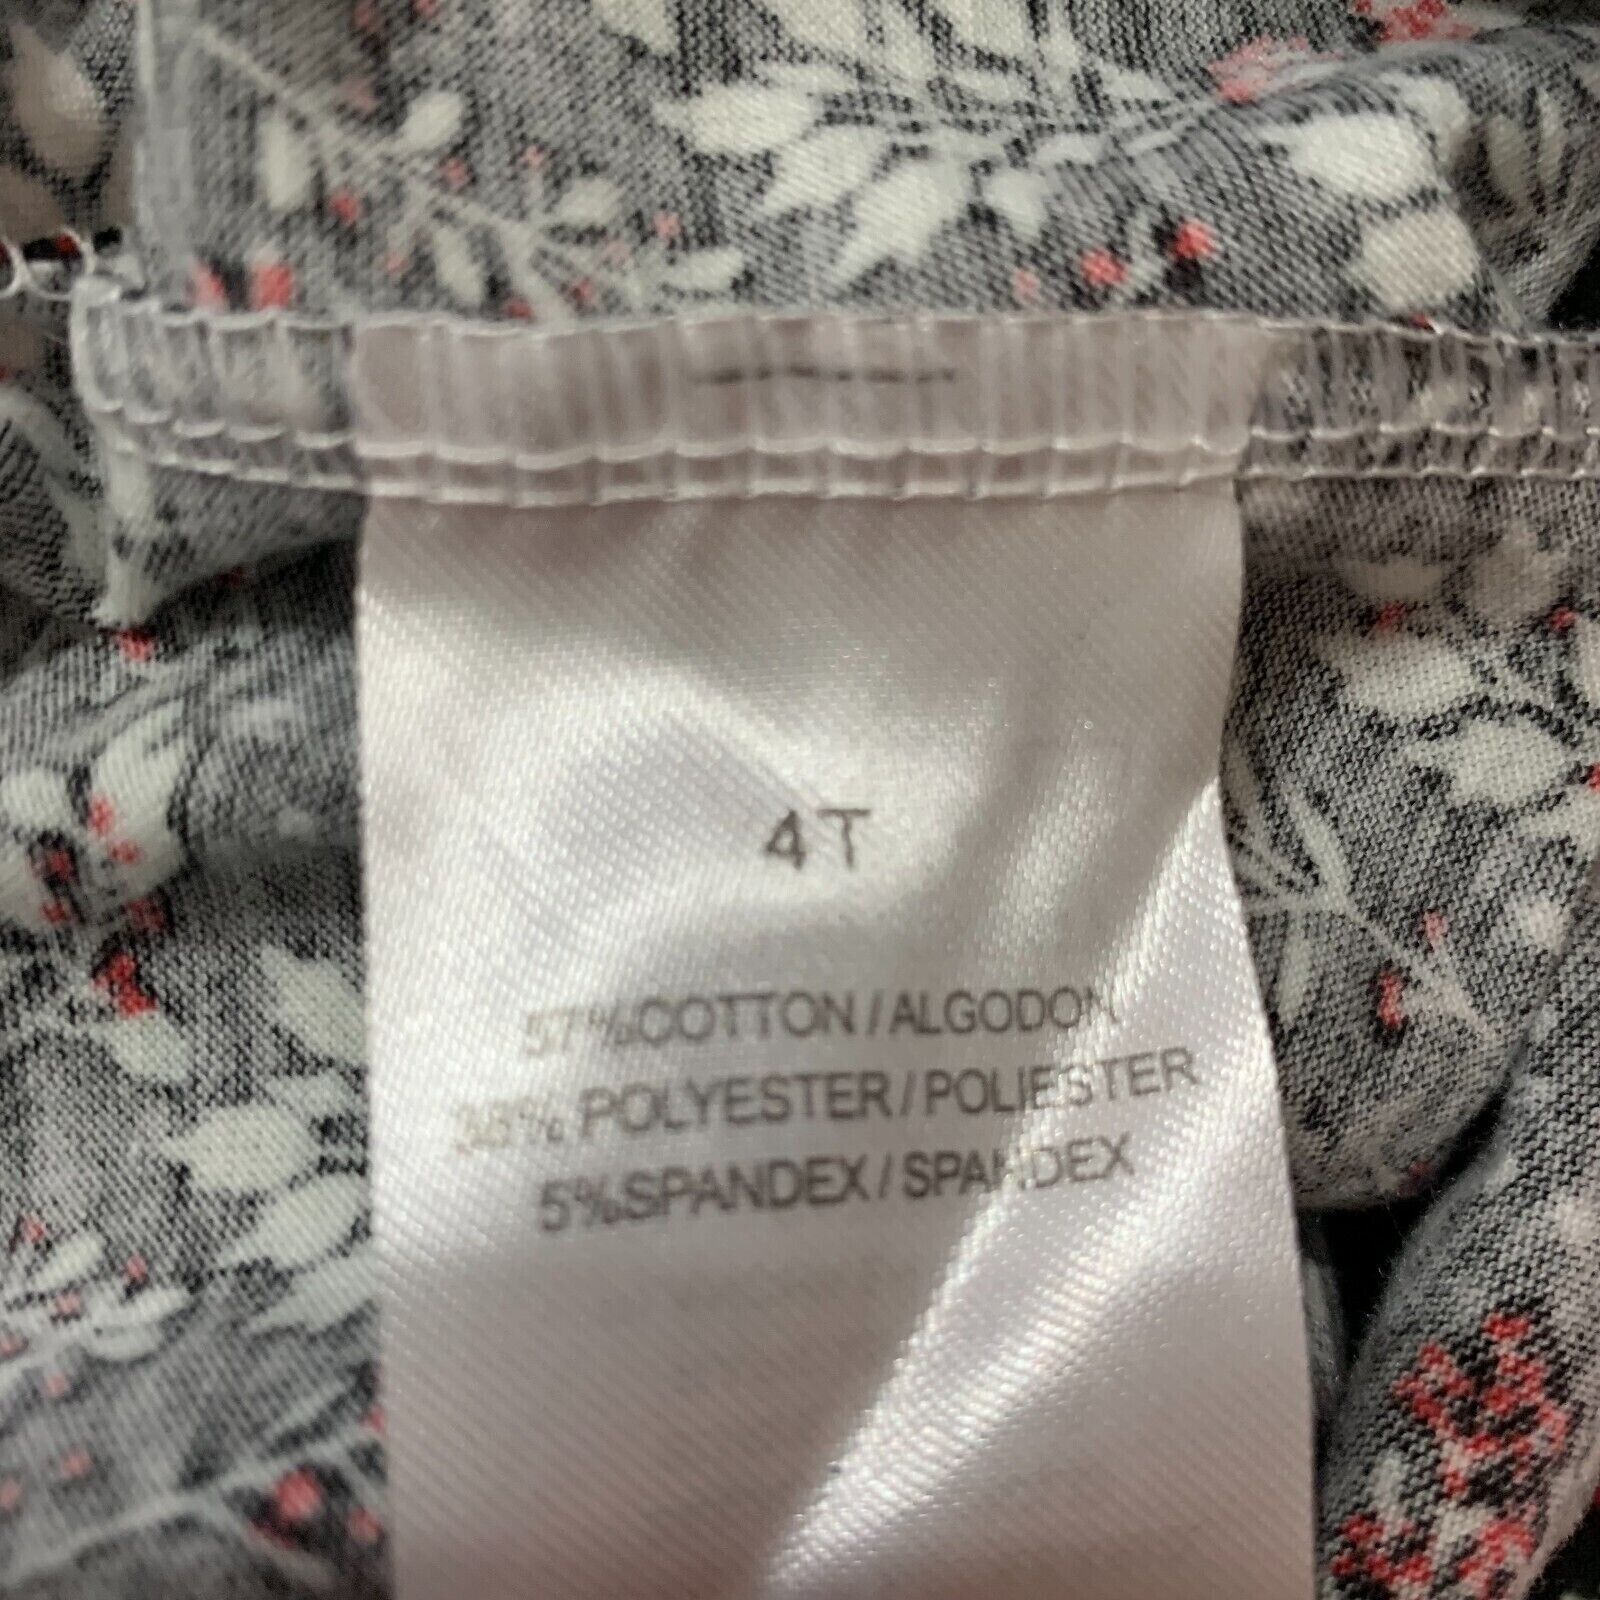 4T
57%COTTON/ALGODON
38% POLYESTER/POLIESTER
5%SPANDEX/SPANDEX